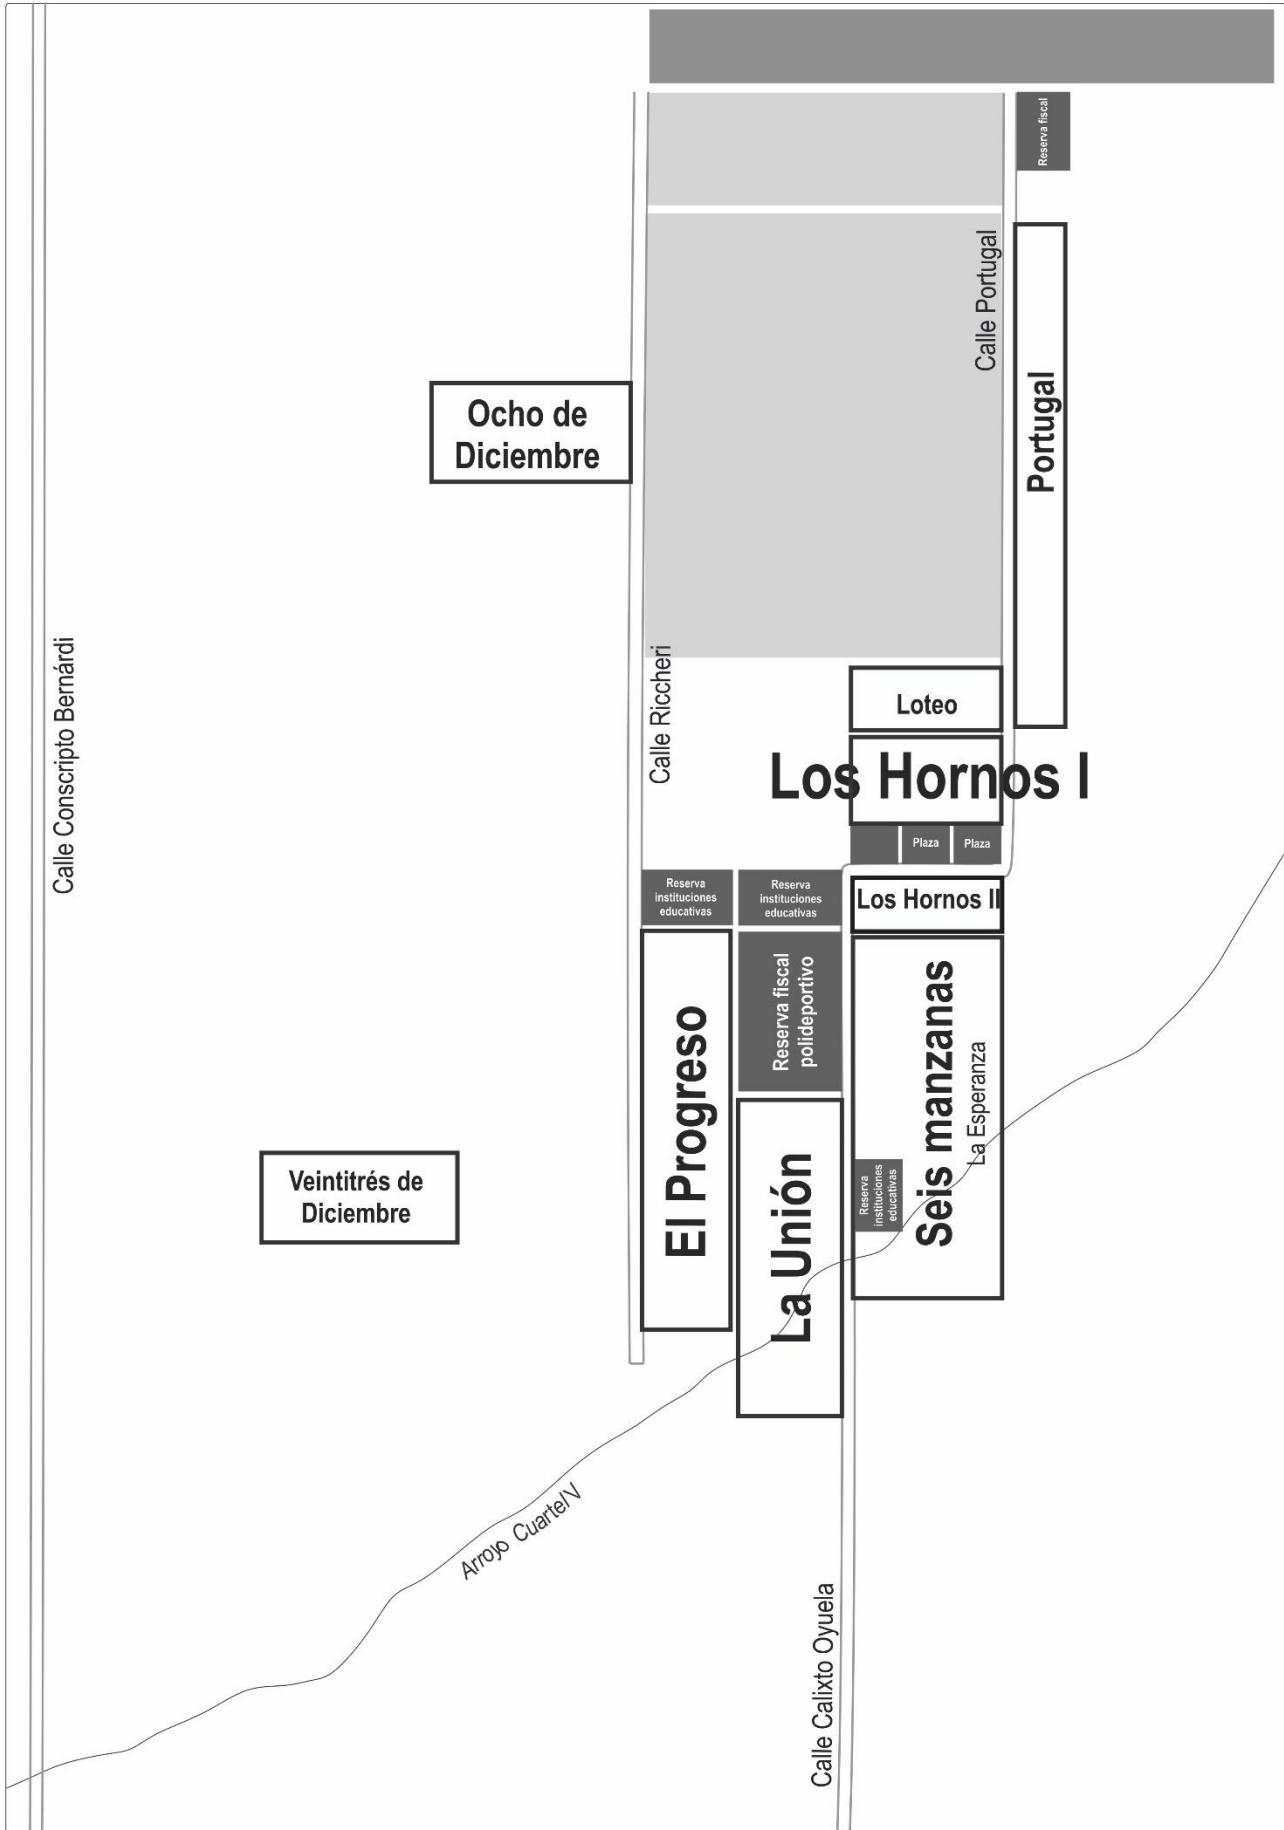 Reserva fiscal
Calle Portugal
Ocho de
Diciembre
Portugal
Calle Conscripto Bernárdi
Calle Riccheri
Loteo
Los Hornos I
Plaza
Plaza
Reserva
instituciones
educativas
Reserva
instituciones
educativas
Los Hornos II
Reserva fiscal
polideportivo
El Progreso
Seis manzanas
La Esperanza
Veintitrés de
Diciembre
La Unión
Reserva
instituciones
educativas
Arroyo Cuarte/V
Calle Calixto Oyuela